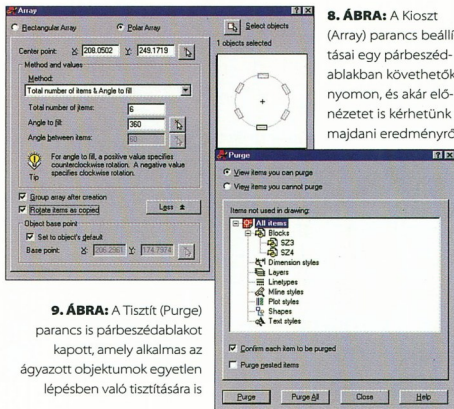 Array
Rectangular Array
Polar Array
Select objects
1 objects selected
Center point: X: 208.0502 Y: 249.1719
Method and values
Method:
Total number of items & Angle to fill
Total number of items: 6
Angle to fill: 360
Angle between items: 60
For angle to fill, a positive value specifies
counterclockwise rotation. A negative value
specifies clockwise rotation.
Tip
Group array after creation
Rotate items as copied
Less
Object base point
Set to object's default
Base point: X: 206.2961 Y: 174.7974
8. ÁBRA: A Kioszt
(Array) parancs beállí
tásai egy párbeszéd-
ablakban követhetők
nyomon, és akár elő-
nézetet is kérhetünk
majdani eredményrő
Purge
View items you can purge
View items you cannot purge
Items not used in drawing:
All items
Blocks
SZ3
SZ4
Dimension styles
Layers
Linetypes
Mline styles
Plot styles
Shapes
Text styles
Confirm each item to be purged
Purge nested items
Purge Purge All Close Help
9. ÁBRA: A Tisztít (Purge)
parancs is párbeszédablakot
kapott, amely alkalmas az
ágyazott objektumok egyetlen
lépésben való tisztítására is